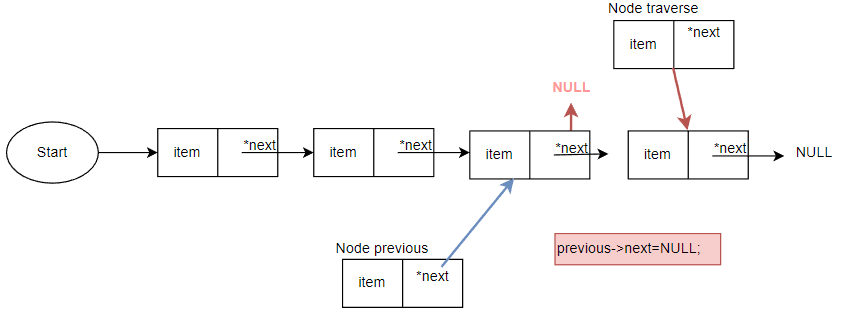 Node traverse
item
*next
NULL
Start
item
*next
item
*next
item
*next
item
*next
NULL
Node previous
previous->next=NULL;
item
*next